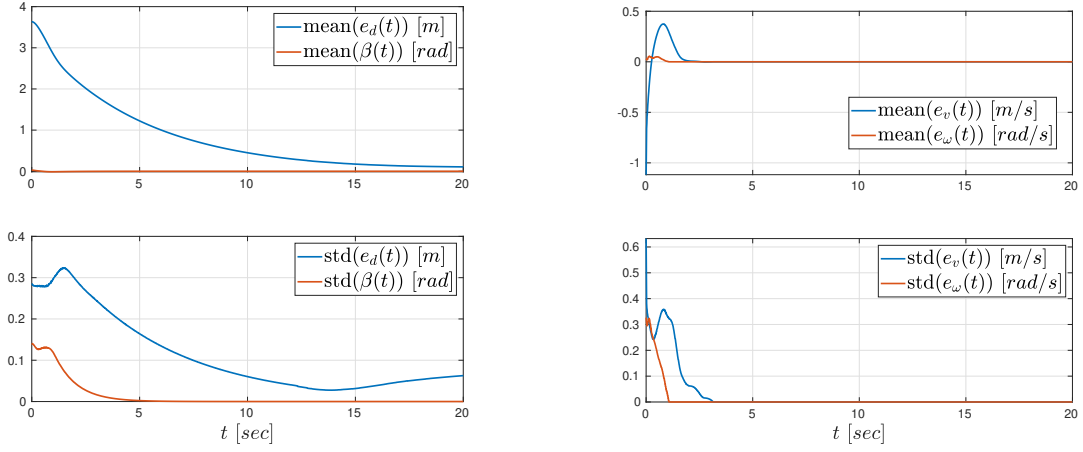 4
3
2
1
0
0 5 10 15 20
mean(e_d(t)) [m]
mean(β(t)) [rad]
0.5
0
-0.5
-1
0 5 10 15 20
mean(e_v(t)) [m/s]
mean(e_ω(t)) [rad/s]
0.4
0.3
0.2
0.1
0
0 5 10 15 20
std(e_d(t)) [m]
std(β(t)) [rad]
t [sec]
0.6
0.5
0.4
0.3
0.2
0.1
0
0 5 10 15 20
std(e_v(t)) [m/s]
std(e_ω(t)) [rad/s]
t [sec]